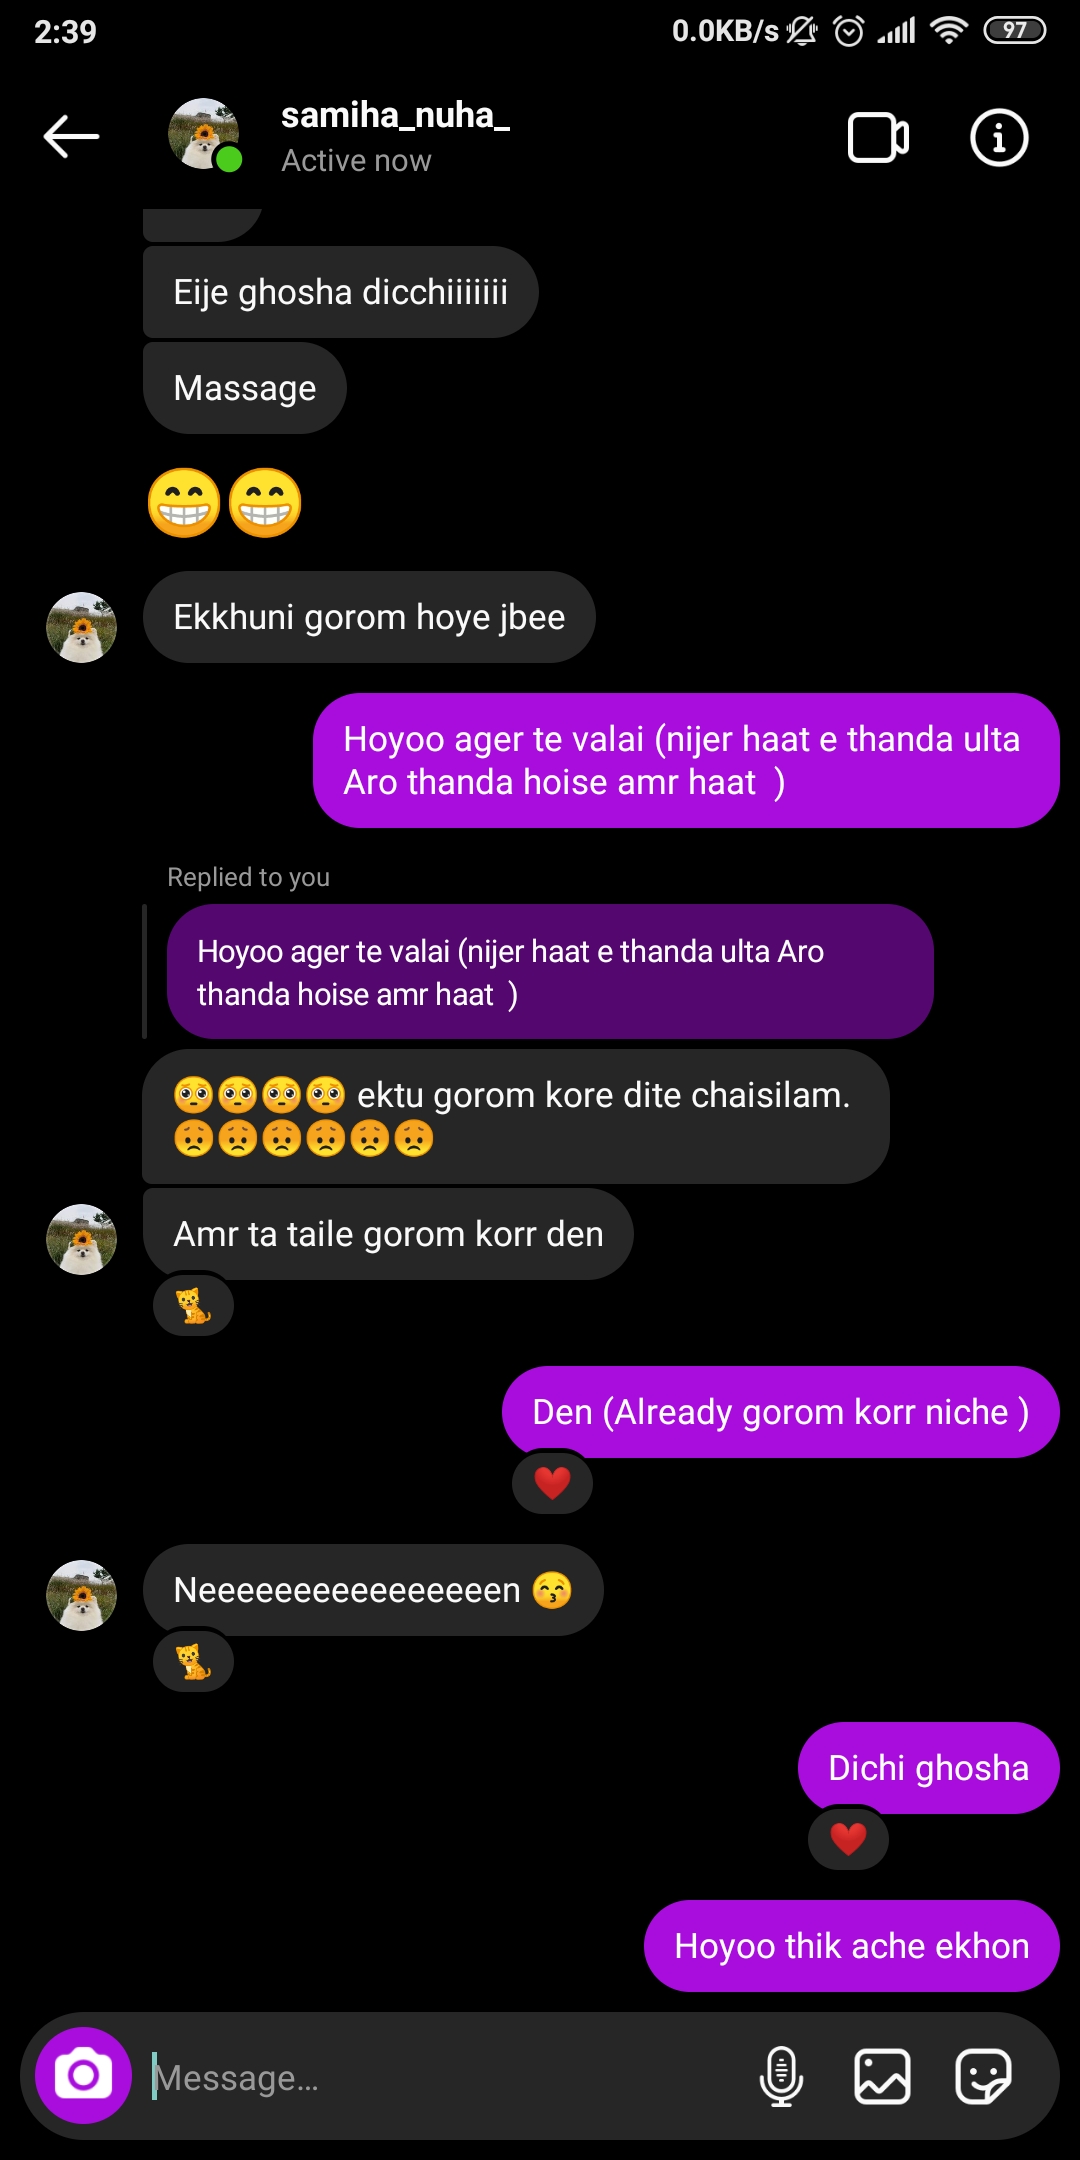 2:39
0.0KB/s
97
samiha_nuha_
Active now
Eije ghosha dicchiiiiiii
Massage
😁😁
Ekkhuni gorom hoye jbee
Hoyoo ager te valai (nijer haat e thanda ulta
Aro thanda hoise amr haat )
Replied to you
Hoyoo ager te valai (nijer haat e thanda ulta Aro
thanda hoise amr haat )
🥺🥺🥺🥺 ektu gorom kore dite chaisilam.
😞😞😞😞😞😞
Amr ta taile gorom korr den
🐈
Den (Already gorom korr niche )
❤️
Neeeeeeeeeeeeeeen 😚
🐈
Dichi ghosha
❤️
Hoyoo thik ache ekhon
Message...